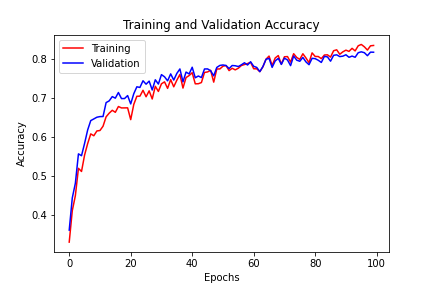 Training and Validation Accuracy
Training
Validation
Accuracy
0.8
0.7
0.6
0.5
0.4
0
20
40
60
80
100
Epochs